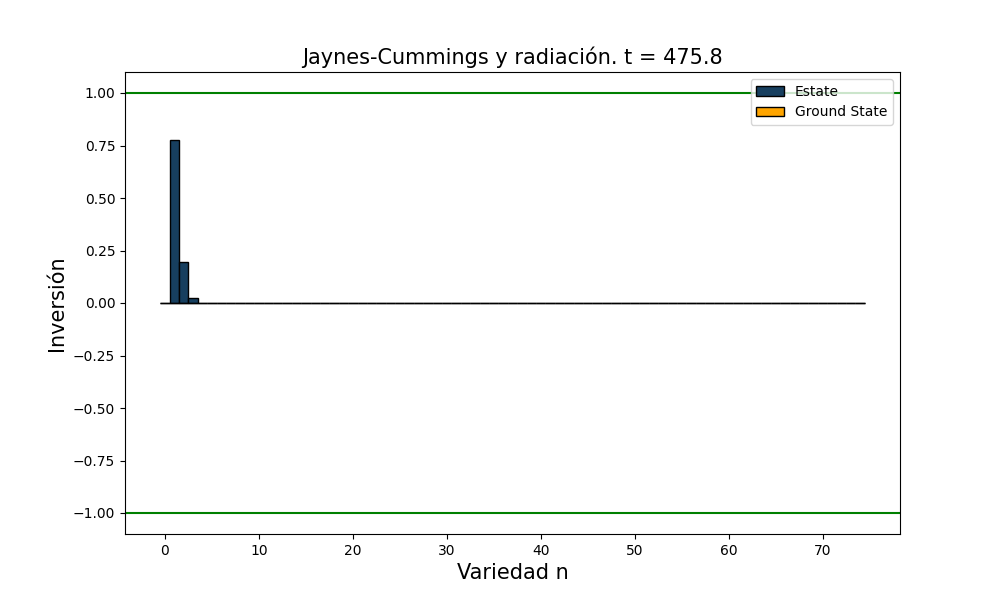 Jaynes-Cummings y radiación. t = 475.8
Estate
Ground State
Inversión
1.00
0.75
0.50
0.25
0.00
−0.25
−0.50
−0.75
−1.00
0 10 20 30 40 50 60 70
Variedad n